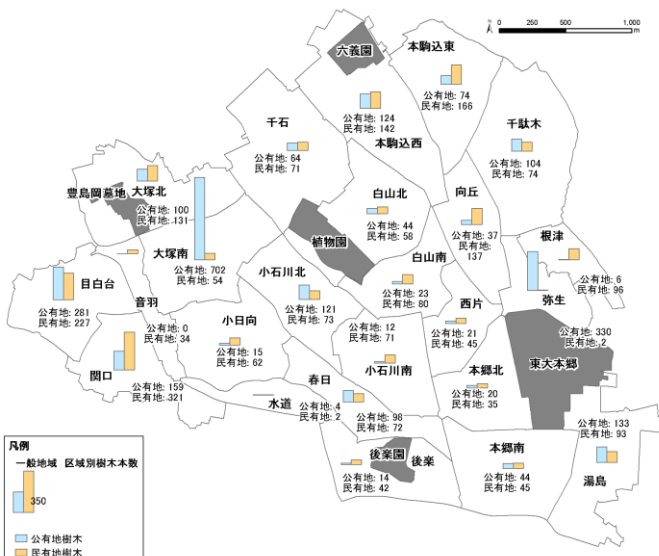 m
0 250 500 1,000
m
六義園
本駒込東
公有地: 74
民有地: 166
公有地: 124
民有地: 142
本駒込西
千石
公有地: 64
民有地: 71
千駄木
公有地: 104
民有地: 74
豊島岡墓地
大塚北
公有地: 100
民有地: 131
白山北
公有地: 44
民有地: 58
向丘
公有地: 37
民有地: 137
根津
公有地: 6
民有地: 96
植物園
大塚南
公有地: 702
民有地: 54
目白台
公有地: 281
民有地: 227
音羽
公有地: 0
民有地: 34
小石川北
公有地: 121
民有地: 73
白山南
公有地: 23
民有地: 80
西片
公有地: 21
民有地: 45
弥生
公有地: 330
民有地: 2
東大本郷
小日向
公有地: 15
民有地: 62
公有地: 12
民有地: 71
小石川南
関口
公有地: 159
民有地: 321
春日
公有地: 98
民有地: 72
水道
公有地: 4
民有地: 2
本郷北
公有地: 20
民有地: 35
後楽園
後楽
公有地: 14
民有地: 42
本郷南
公有地: 44
民有地: 45
公有地: 133
民有地: 93
湯島
凡例
一般地域 区域別樹木本数
350
公有地樹木
民有地樹木